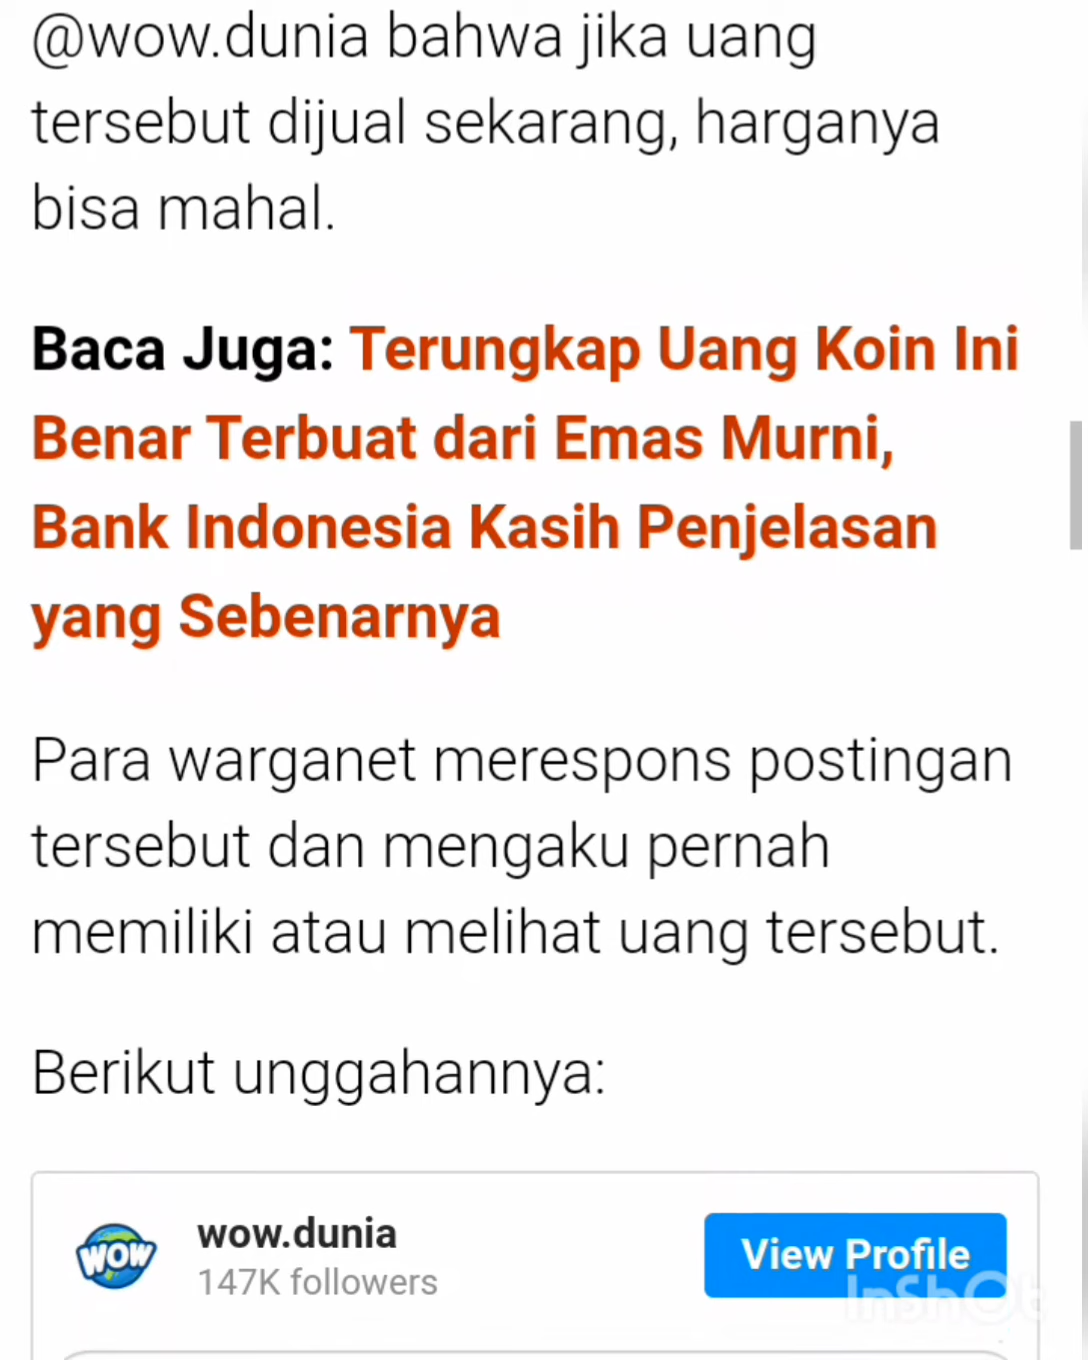 @wow.dunia bahwa jika uang
tersebut dijual sekarang, harganya
bisa mahal.
Baca Juga: Terungkap Uang Koin Ini
Benar Terbuat dari Emas Murni,
Bank Indonesia Kasih Penjelasan
yang Sebenarnya
Para warganet merespons postingan
tersebut dan mengaku pernah
memiliki atau melihat uang tersebut.
Berikut unggahannya:
WOW
wow.dunia
147K followers
View Profile
InShOt